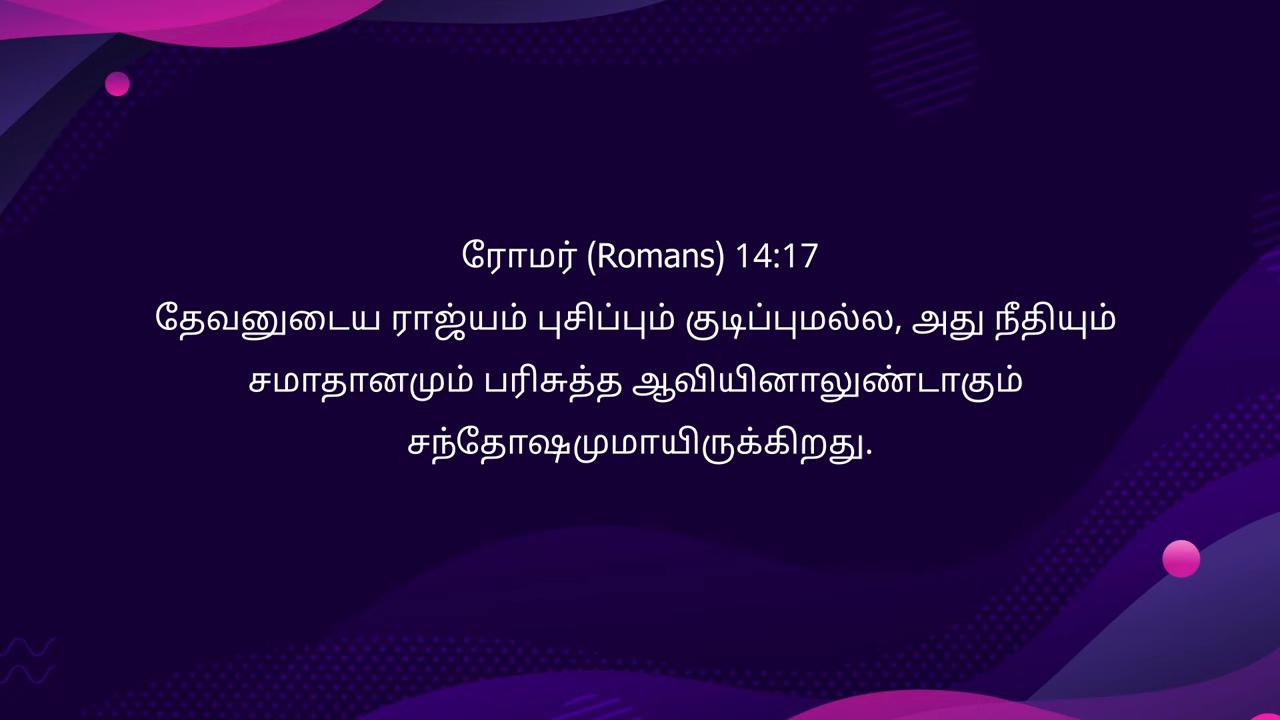 ரோமர் (Romans) 14:17
தேவனுடைய ராஜ்யம் புசிப்பும் குடிப்புமல்ல, அது நீதியும்
சமாதானமும் பரிசுத்த ஆவியினாலுண்டாகும்
சந்தோஷமுமாயிருக்கிறது.